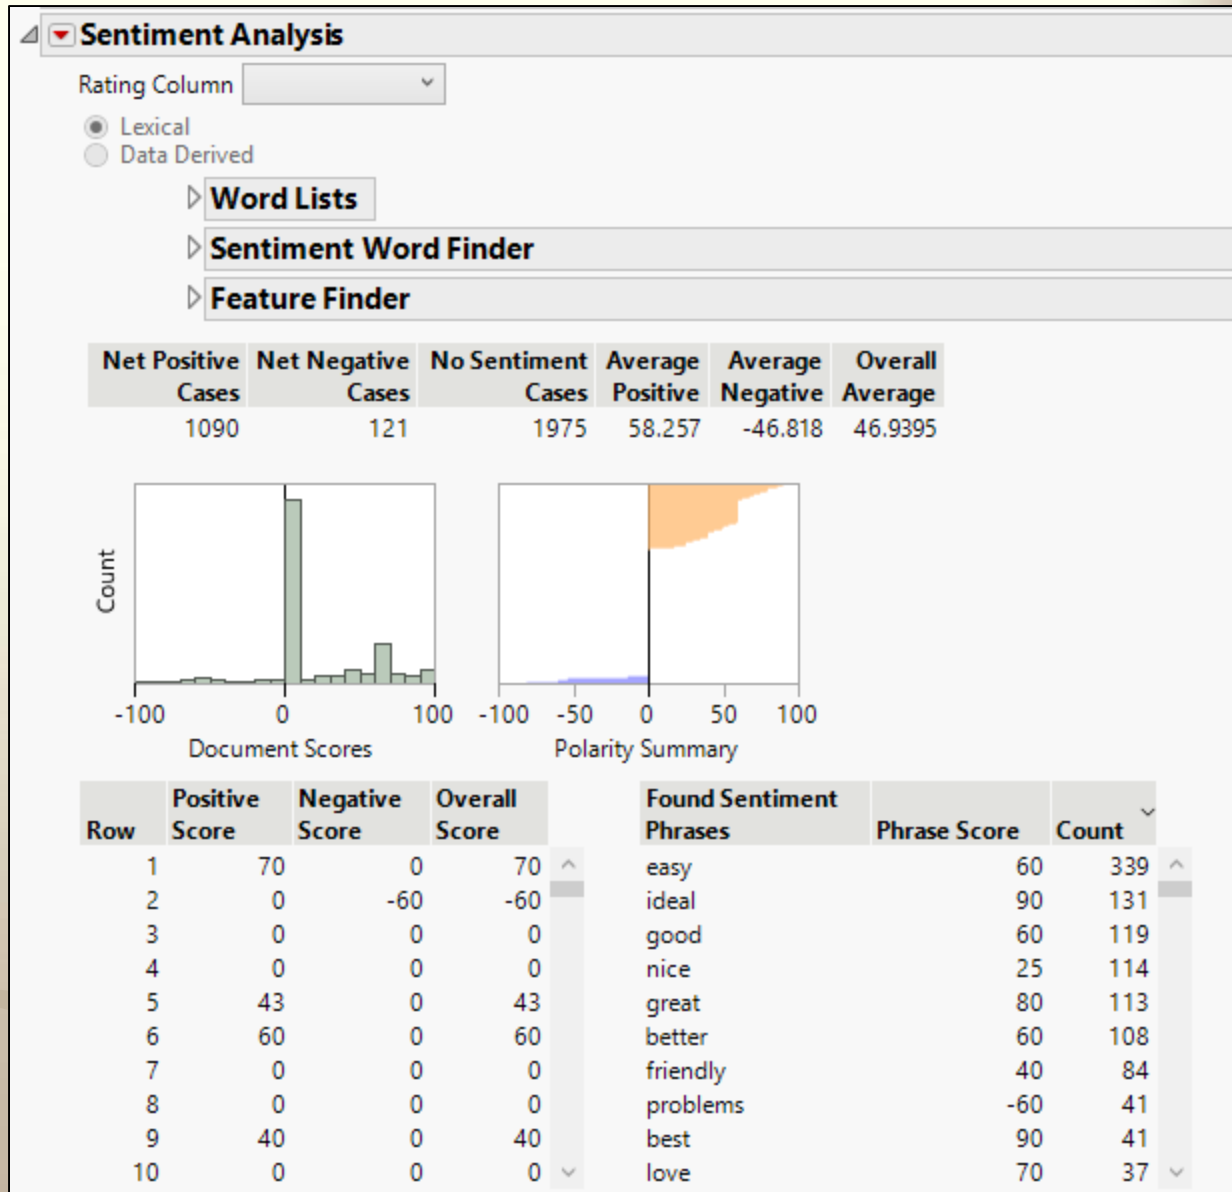 Sentiment Analysis
Rating Column
Lexical
Data Derived
Word Lists
Sentiment Word Finder
Feature Finder
Net Positive Cases Net Negative Cases No Sentiment Cases Average Positive Average Negative Overall Average
1090 121 1975 58.257 -46.818 46.9395
Count
-100 0 100
Document Scores
-100 -50 0 50 100
Polarity Summary
Row Positive Score Negative Score Overall Score
1 70 0 70
2 0 -60 -60
3 0 0 0
4 0 0 0
5 43 0 43
6 60 0 60
7 0 0 0
8 0 0 0
9 40 0 40
10 0 0 0
Found Sentiment Phrases Phrase Score Count
easy 60 339
ideal 90 131
good 60 119
nice 25 114
great 80 113
better 60 108
friendly 40 84
problems -60 41
best 90 41
love 70 37